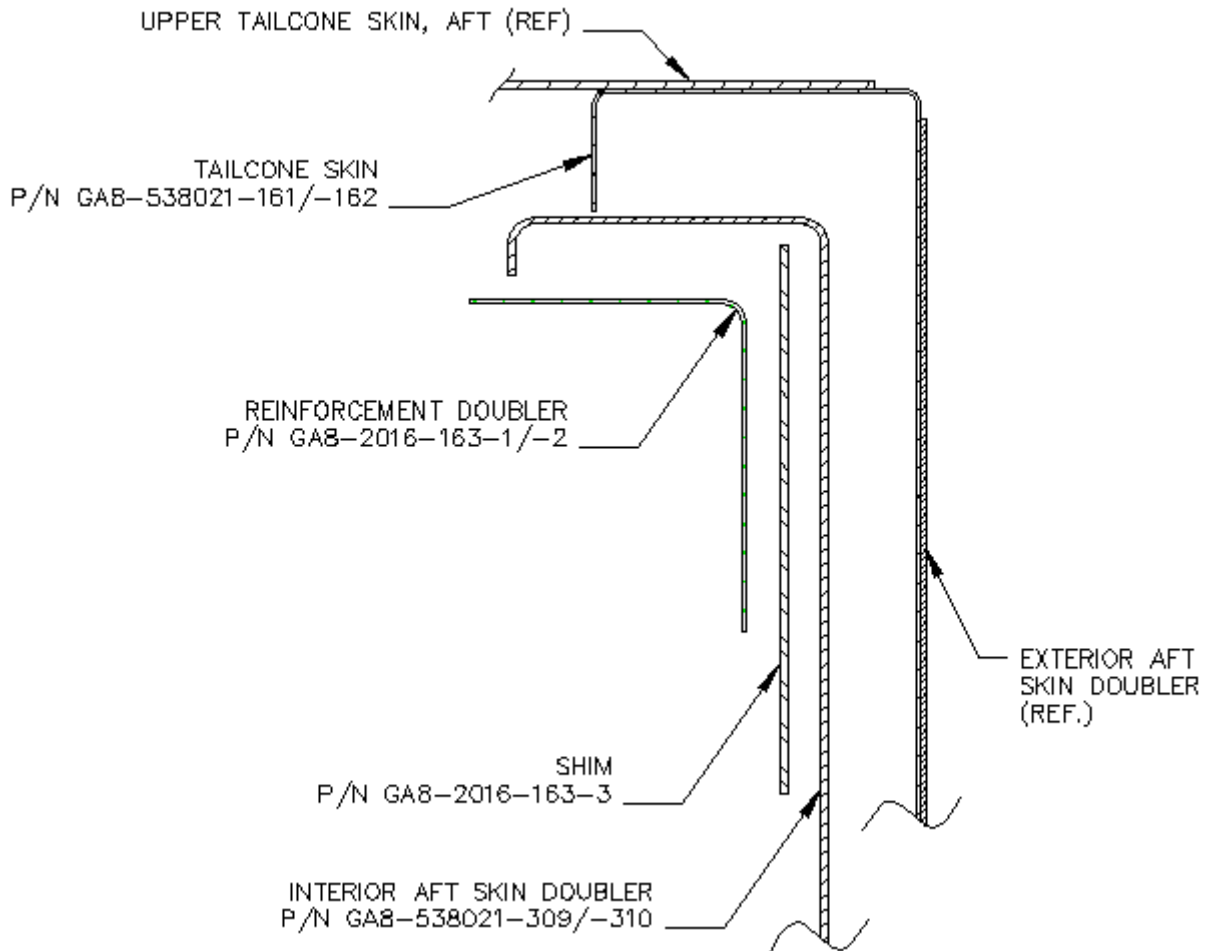 UPPER TAILCONE SKIN, AFT (REF)
TAILCONE SKIN
P/N GA8-538021-161/-162
REINFORCEMENT DOUBLER
P/N GA8-2016-163-1/-2
EXTERIOR AFT
SKIN DOUBLER
(REF.)
SHIM
P/N GA8-2016-163-3
INTERIOR AFT SKIN DOUBLER
P/N GA8-538021-309/-310